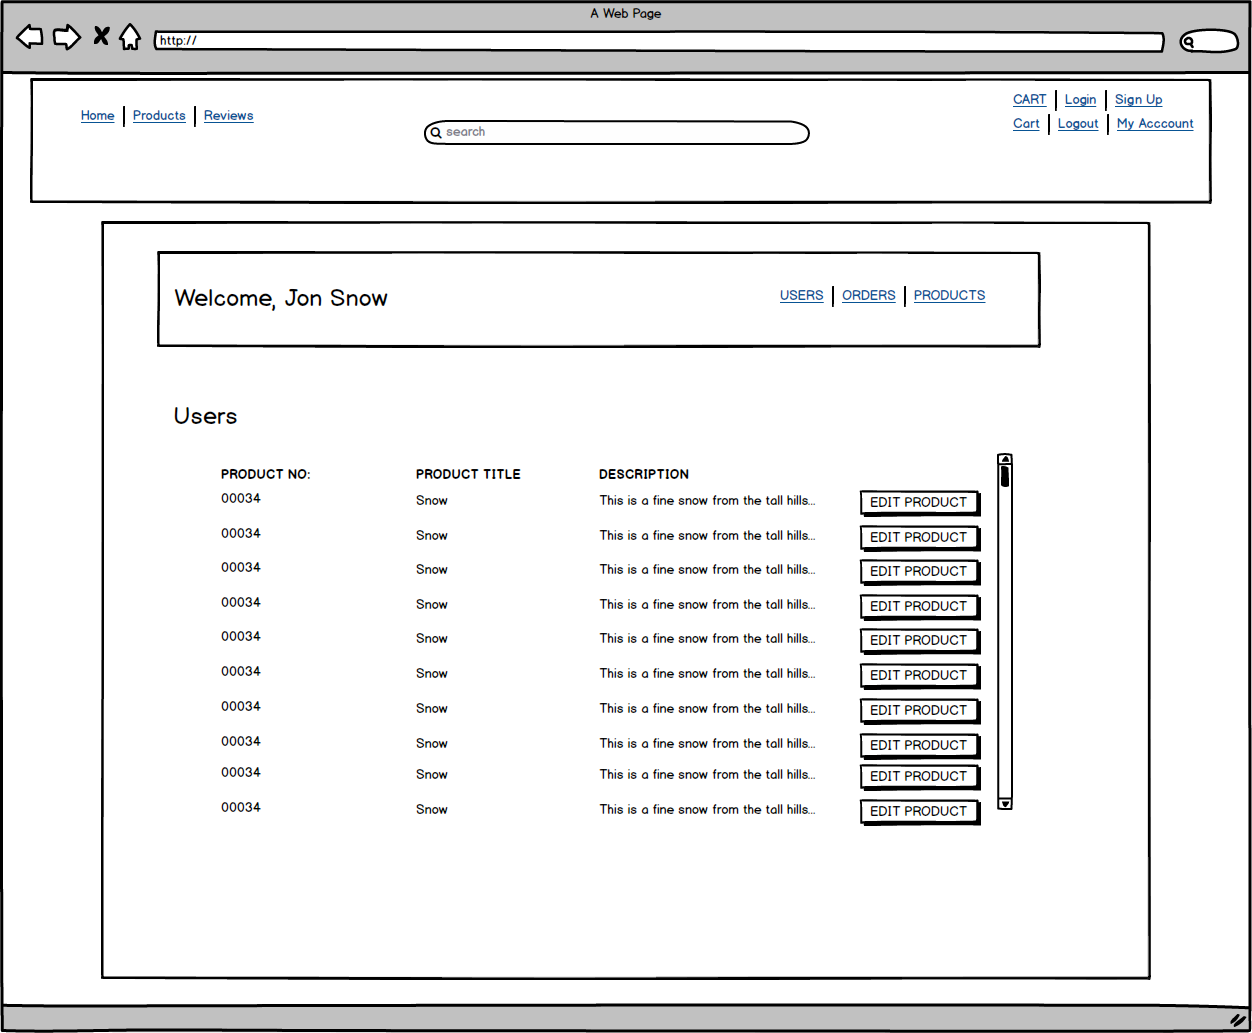 A Web Page
http://
Home Products Reviews
search
CART Login Sign Up
Cart Logout My Acccount
Welcome, Jon Snow
USERS ORDERS PRODUCTS
Users
PRODUCT NO: PRODUCT TITLE DESCRIPTION
00034 Snow This is a fine snow from the tall hills... EDIT PRODUCT
00034 Snow This is a fine snow from the tall hills... EDIT PRODUCT
00034 Snow This is a fine snow from the tall hills... EDIT PRODUCT
00034 Snow This is a fine snow from the tall hills... EDIT PRODUCT
00034 Snow This is a fine snow from the tall hills... EDIT PRODUCT
00034 Snow This is a fine snow from the tall hills... EDIT PRODUCT
00034 Snow This is a fine snow from the tall hills... EDIT PRODUCT
00034 Snow This is a fine snow from the tall hills... EDIT PRODUCT
00034 Snow This is a fine snow from the tall hills... EDIT PRODUCT
00034 Snow This is a fine snow from the tall hills... EDIT PRODUCT